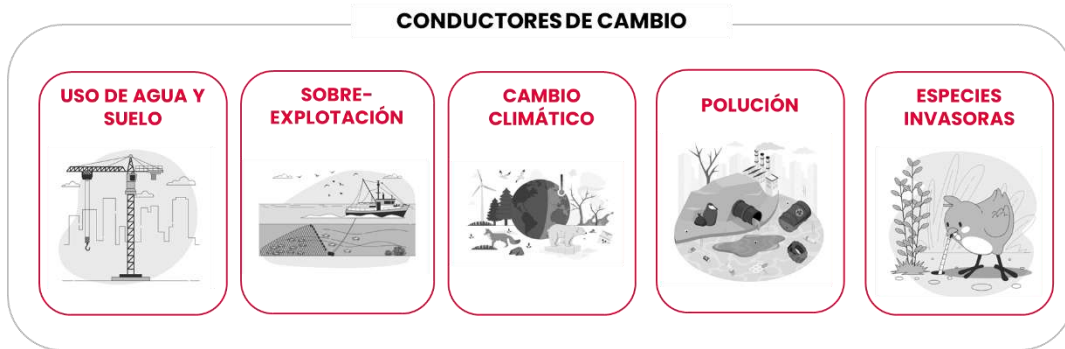 CONDUCTORES DE CAMBIO
USO DE AGUA Y
SUELO
SOBRE-
EXPLOTACIÓN
CAMBIO
CLIMÁTICO
POLUCIÓN
ESPECIES
INVASORAS